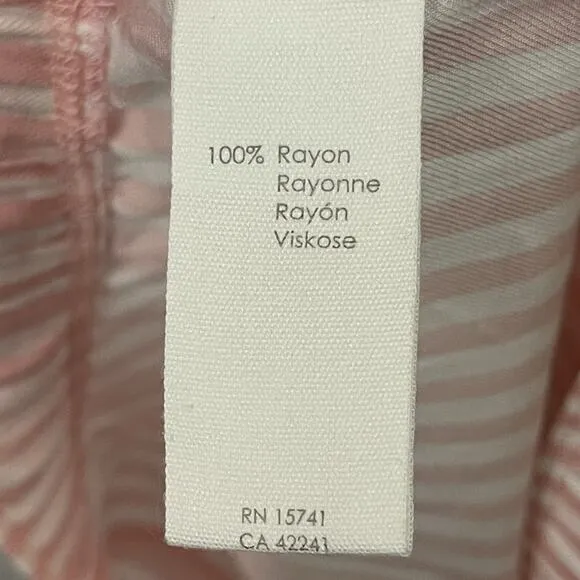 100% Rayon
Rayonne
Rayón
Viskose
RN 15741
CA 42241